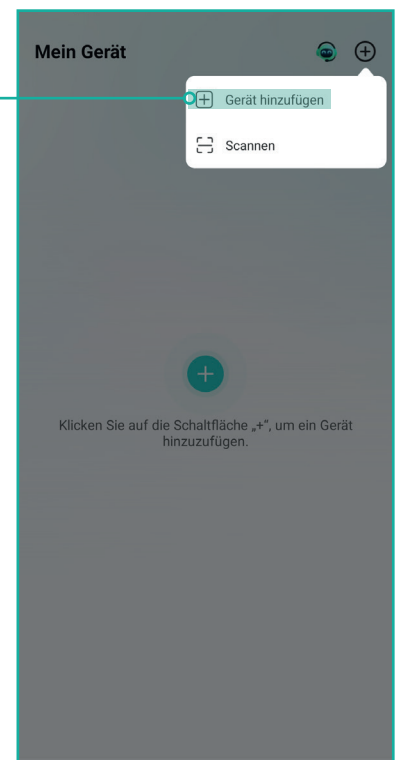 Mein Gerät
Gerät hinzufügen
Scannen
Klicken Sie auf die Schaltfläche „+“, um ein Gerät
hinzuzufügen.